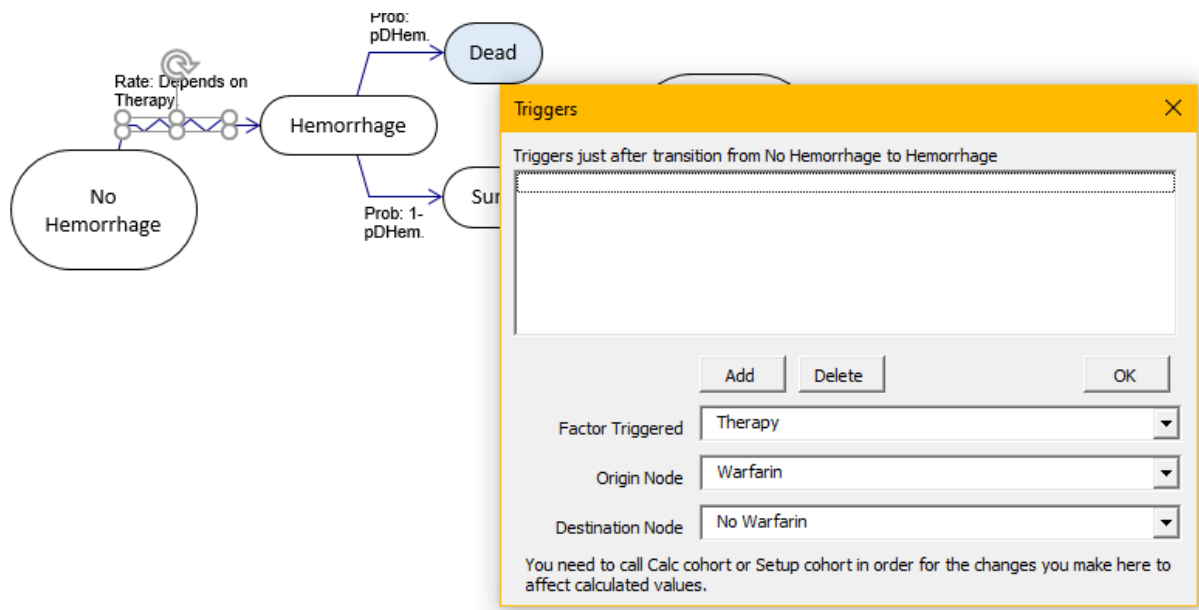 Prob:
pDHem.
Dead
Rate: Depends on
Therapy
Hemorrhage
No
Hemorrhage
Prob: 1-
pDHem.
Triggers
Triggers just after transition from No Hemorrhage to Hemorrhage
Add
Delete
OK
Factor Triggered
Therapy
Origin Node
Warfarin
Destination Node
No Warfarin
You need to call Calc cohort or Setup cohort in order for the changes you make here to
affect calculated values.